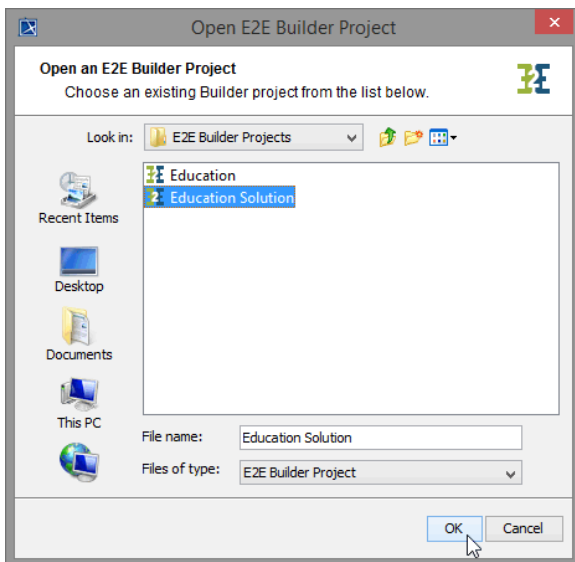 Open E2E Builder Project
Open an E2E Builder Project
Choose an existing Builder project from the list below.
E2E
Look in:
E2E Builder Projects
Education
Education Solution
Recent Items
Desktop
Documents
This PC
File name:
Education Solution
Files of type:
E2E Builder Project
OK
Cancel